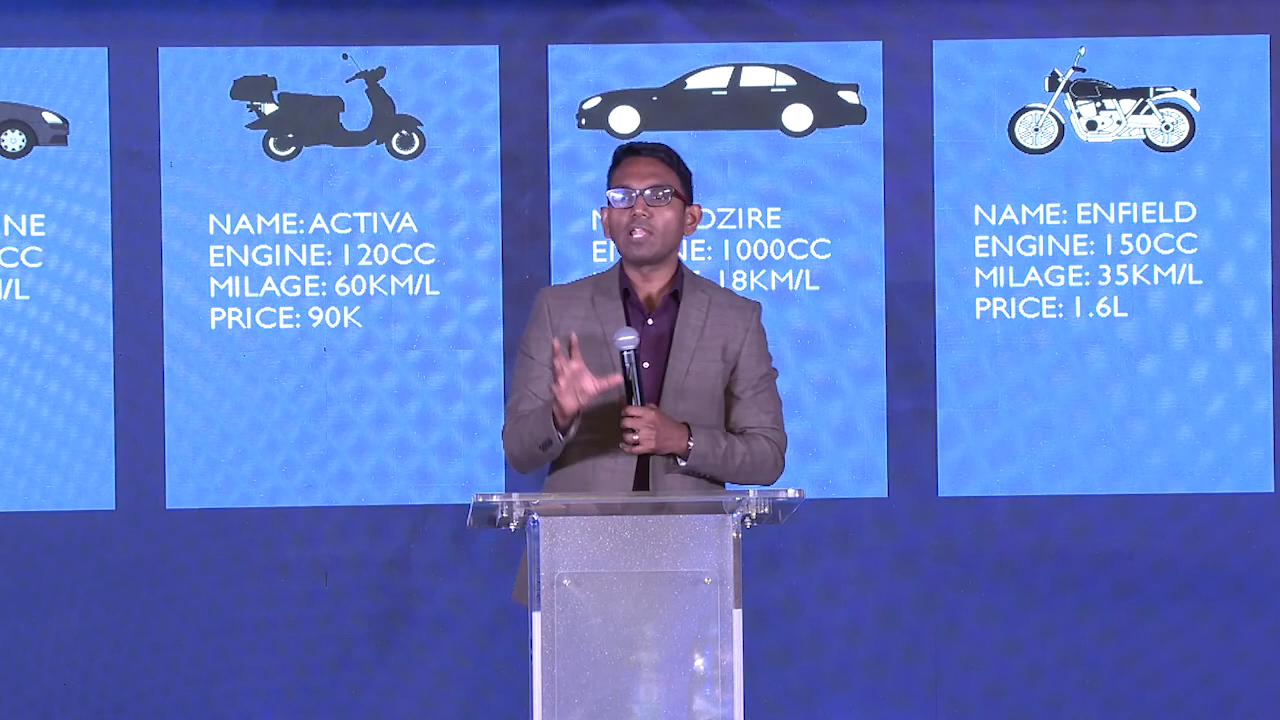 NE
CC
/L
NAME: ACTIVA
ENGINE: 120CC
MILAGE: 60KM/L
PRICE: 90K
DZIRE
ENGINE: 1000CC
18KM/L
NAME: ENFIELD
ENGINE: 150CC
MILAGE: 35KM/L
PRICE: 1.6L